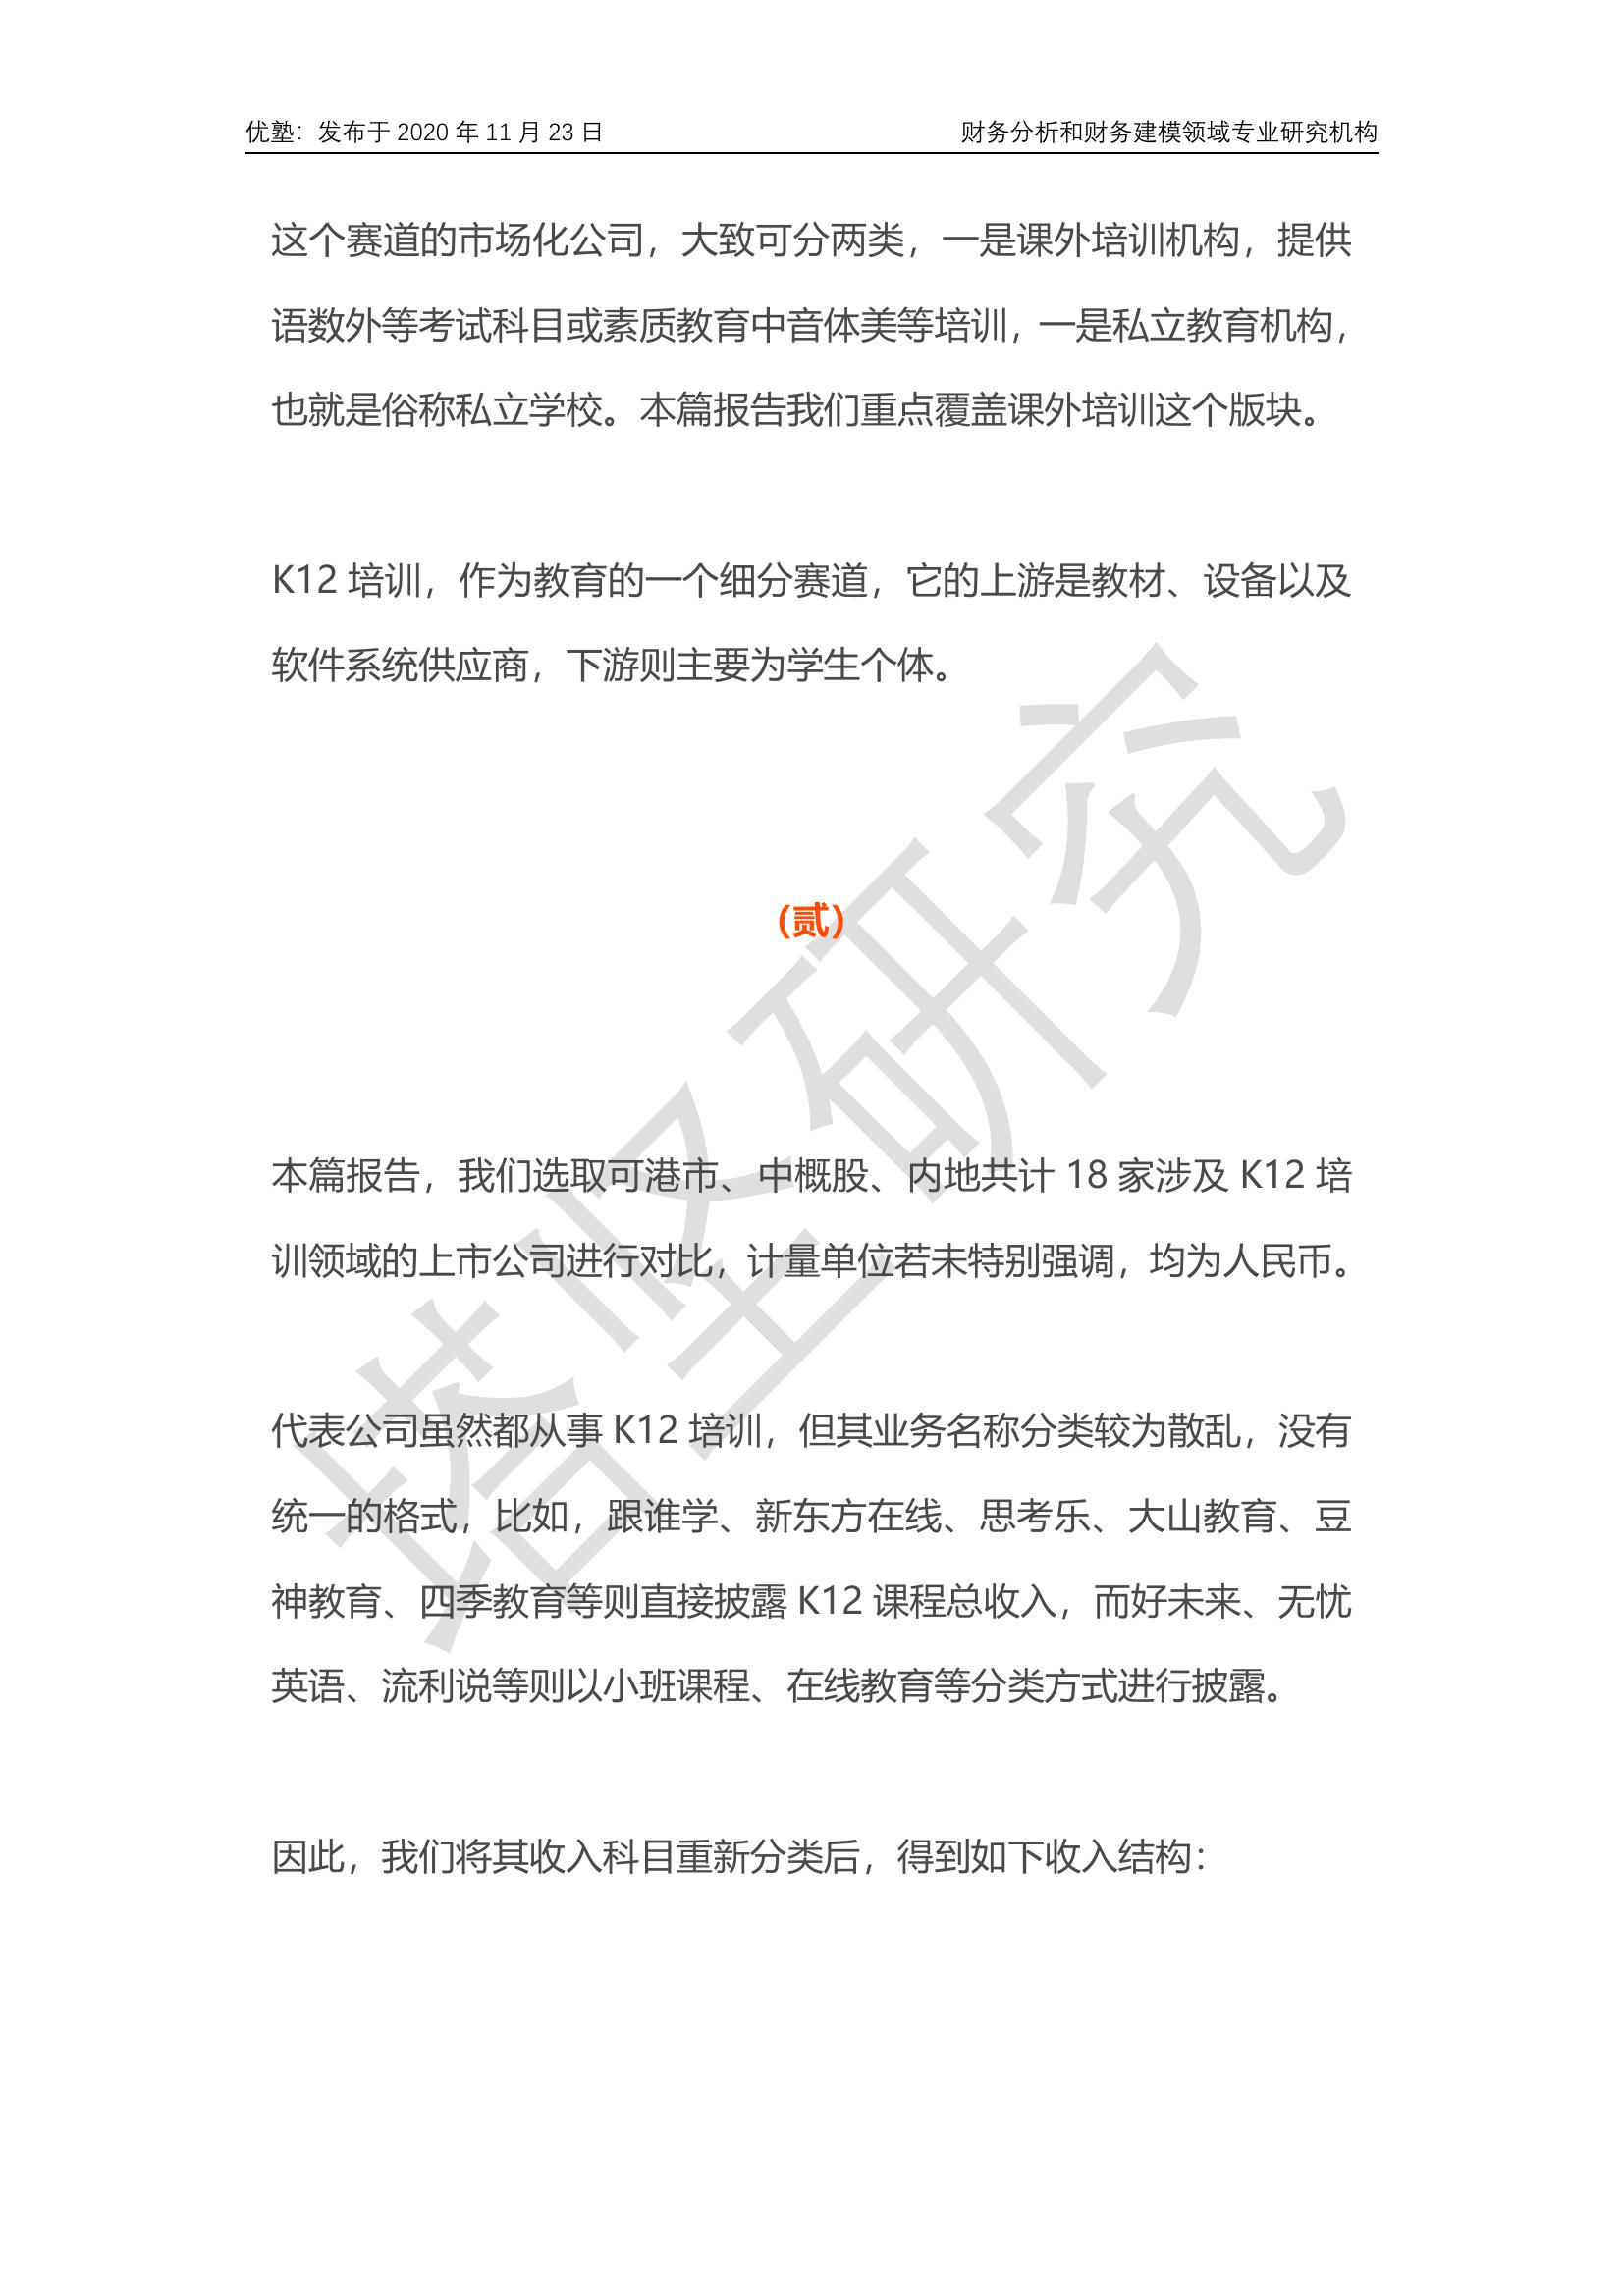 优塾：发布于 2020 年 11 月 23 日 财务分析和财务建模领域专业研究机构
这个赛道的市场化公司，大致可分两类，一是课外培训机构，提供
语数外等考试科目或素质教育中音体美等培训，一是私立教育机构，
也就是俗称私立学校。本篇报告我们重点覆盖课外培训这个版块。
K12 培训，作为教育的一个细分赛道，它的上游是教材、设备以及
软件系统供应商，下游则主要为学生个体。
（贰）
本篇报告，我们选取可港市、中概股、内地共计 18 家涉及 K12 培
训领域的上市公司进行对比，计量单位若未特别强调，均为人民币。
代表公司虽然都从事 K12 培训，但其业务名称分类较为散乱，没有
统一的格式，比如，跟谁学、新东方在线、思考乐、大山教育、豆
神教育、四季教育等则直接披露 K12 课程总收入，而好未来、无忧
英语、流利说等则以小班课程、在线教育等分类方式进行披露。
因此，我们将其收入科目重新分类后，得到如下收入结构：
塔坚研究